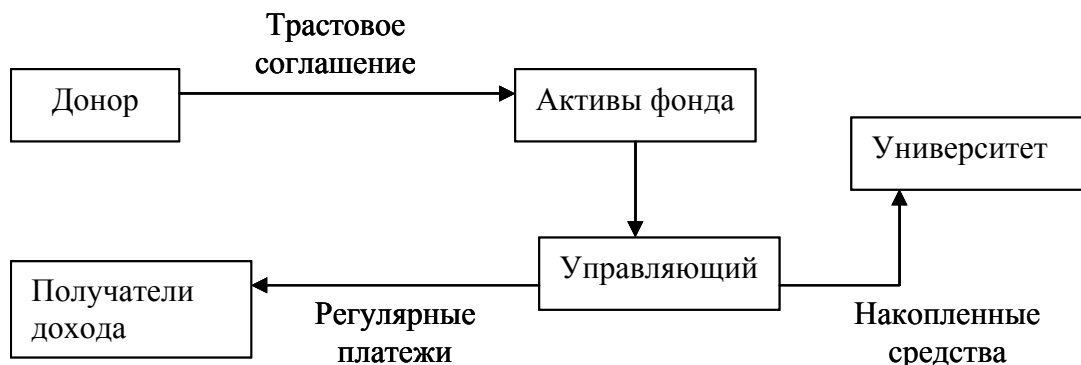 Трастовое
соглашение
Донор
Активы фонда
Университет
Управляющий
Получатели
дохода
Регулярные
платежи
Накопленные
средства